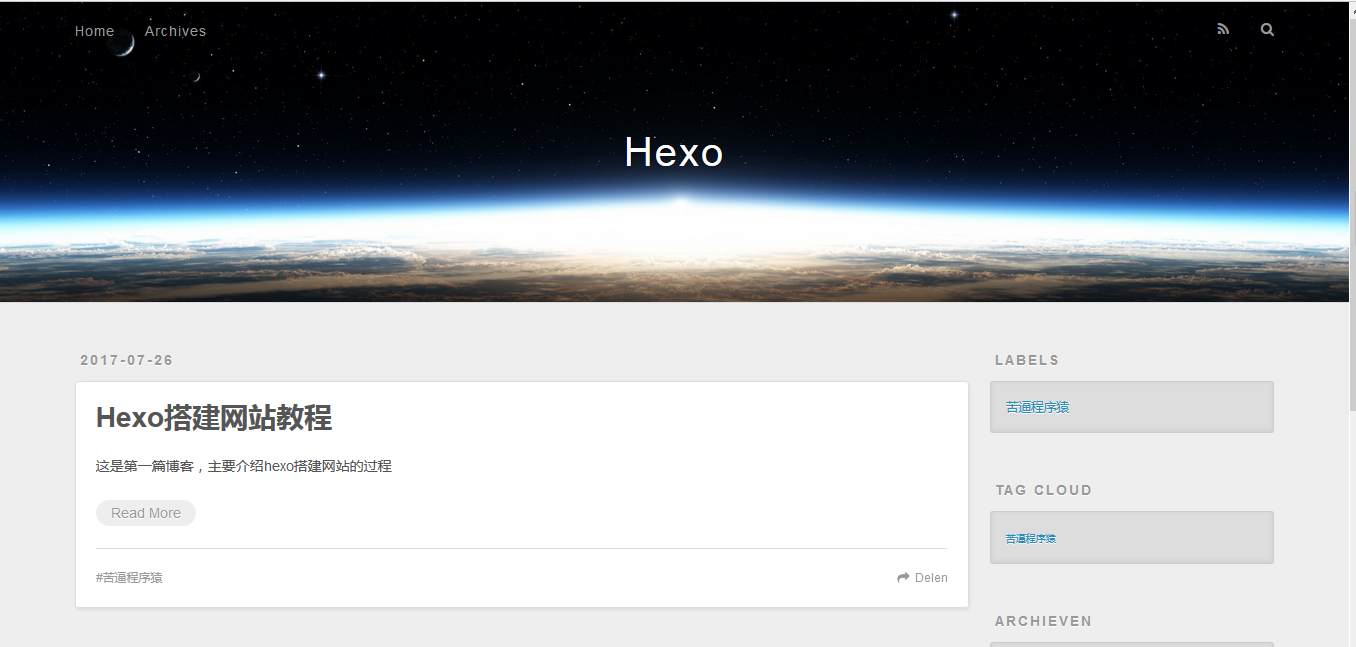 Home Archives
Hexo
2017-07-26
Hexo搭建网站教程
这是第一篇博客，主要介绍hexo搭建网站的过程
Read More
#苦逼程序猿
Delen
LABELS
苦逼程序猿
TAG CLOUD
苦逼程序猿
ARCHIEVEN